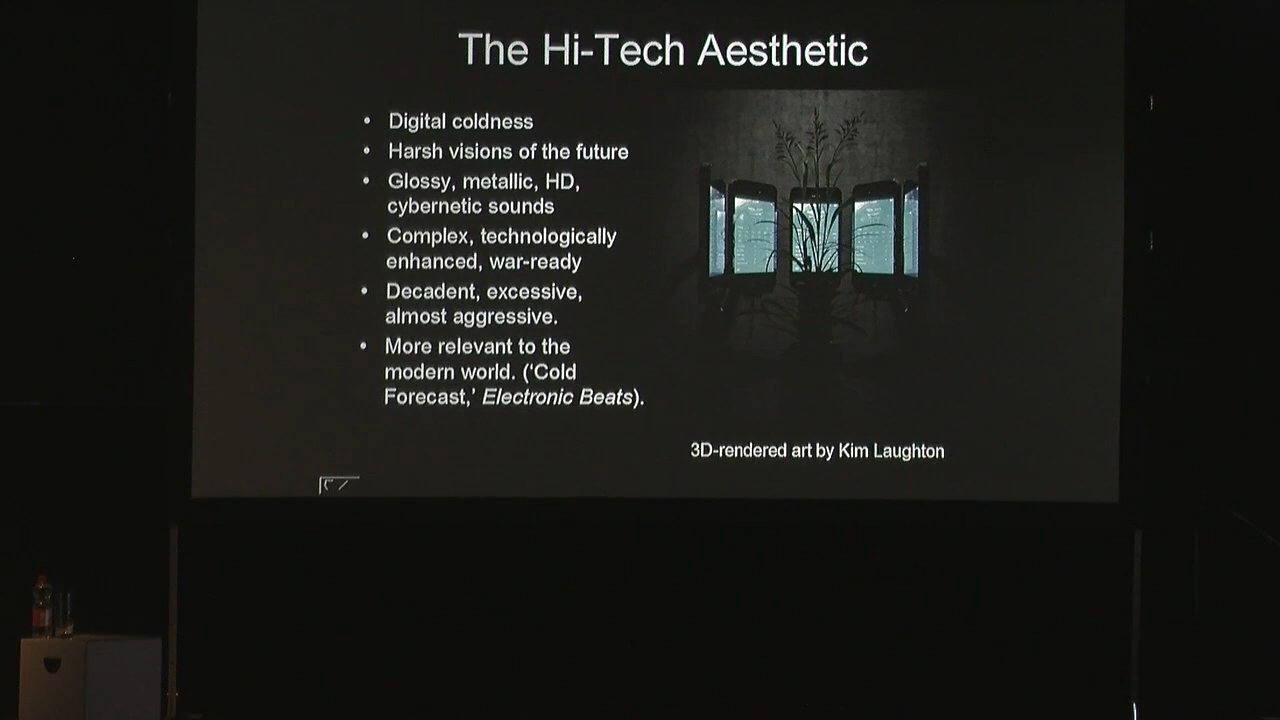 The Hi-Tech Aesthetic
• Digital coldness
• Harsh visions of the future
• Glossy, metallic, HD,
cybernetic sounds
• Complex, technologically
enhanced, war-ready
• Decadent, excessive,
almost aggressive.
• More relevant to the
modern world. (‘Cold
Forecast,’ Electronic Beats).
3D-rendered art by Kim Laughton